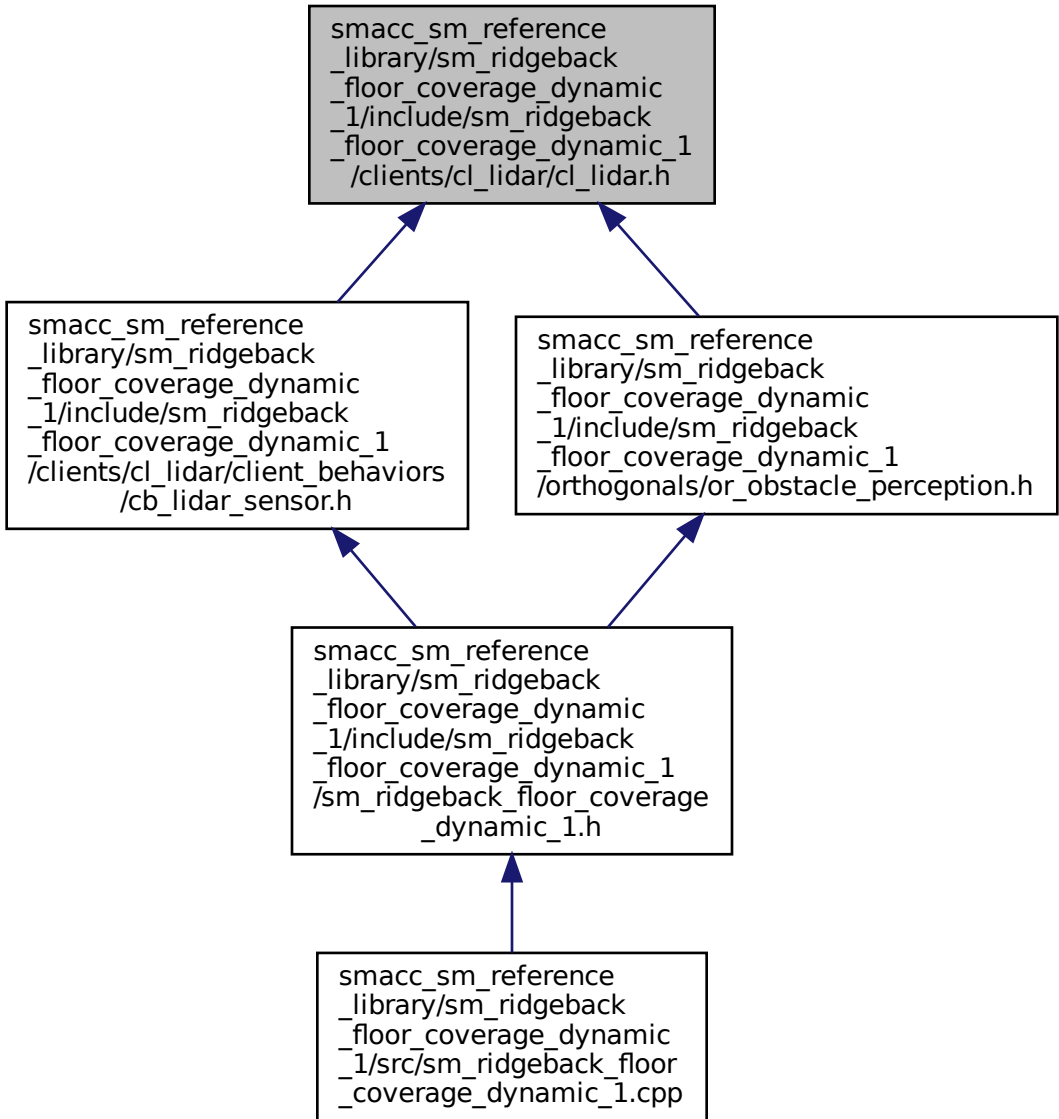 smacc_sm_reference
_library/sm_ridgeback
_floor_coverage_dynamic
_1/include/sm_ridgeback
_floor_coverage_dynamic_1
/clients/cl_lidar/cl_lidar.h
smacc_sm_reference
_library/sm_ridgeback
_floor_coverage_dynamic
_1/include/sm_ridgeback
_floor_coverage_dynamic_1
/clients/cl_lidar/client_behaviors
/cb_lidar_sensor.h
smacc_sm_reference
_library/sm_ridgeback
_floor_coverage_dynamic
_1/include/sm_ridgeback
_floor_coverage_dynamic_1
/orthogonals/or_obstacle_perception.h
smacc_sm_reference
_library/sm_ridgeback
_floor_coverage_dynamic
_1/include/sm_ridgeback
_floor_coverage_dynamic_1
/sm_ridgeback_floor_coverage
_dynamic_1.h
smacc_sm_reference
_library/sm_ridgeback
_floor_coverage_dynamic
_1/src/sm_ridgeback_floor
_coverage_dynamic_1.cpp